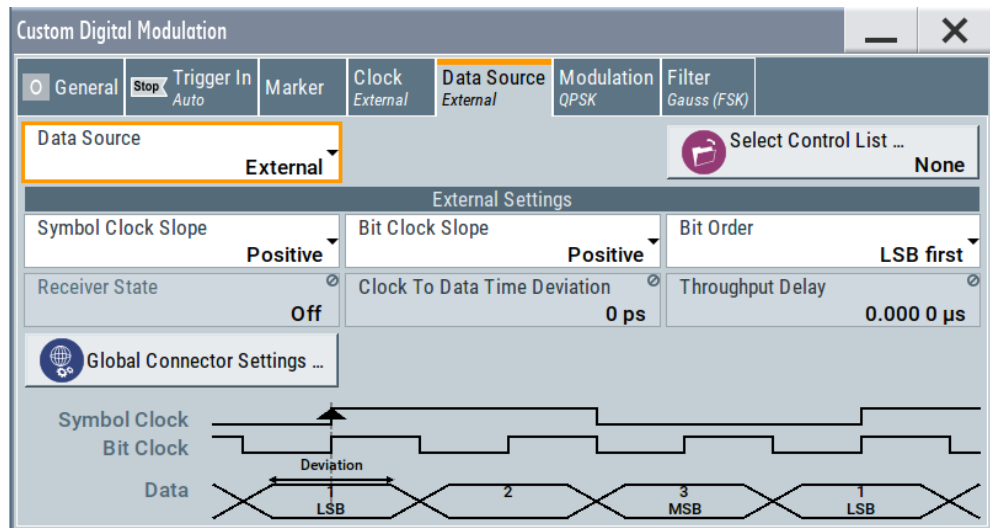 Custom Digital Modulation
O General
Stop Trigger In
Auto
Marker
Clock
External
Data Source
External
Modulation
QPSK
Filter
Gauss (FSK)
Data Source
External
Select Control List ...
None
External Settings
Symbol Clock Slope
Positive
Bit Clock Slope
Positive
Bit Order
LSB first
Receiver State
Off
Clock To Data Time Deviation
0 ps
Throughput Delay
0.000 0 µs
Global Connector Settings ...
Symbol Clock
Bit Clock
Deviation
Data
1
LSB
2
3
MSB
1
LSB